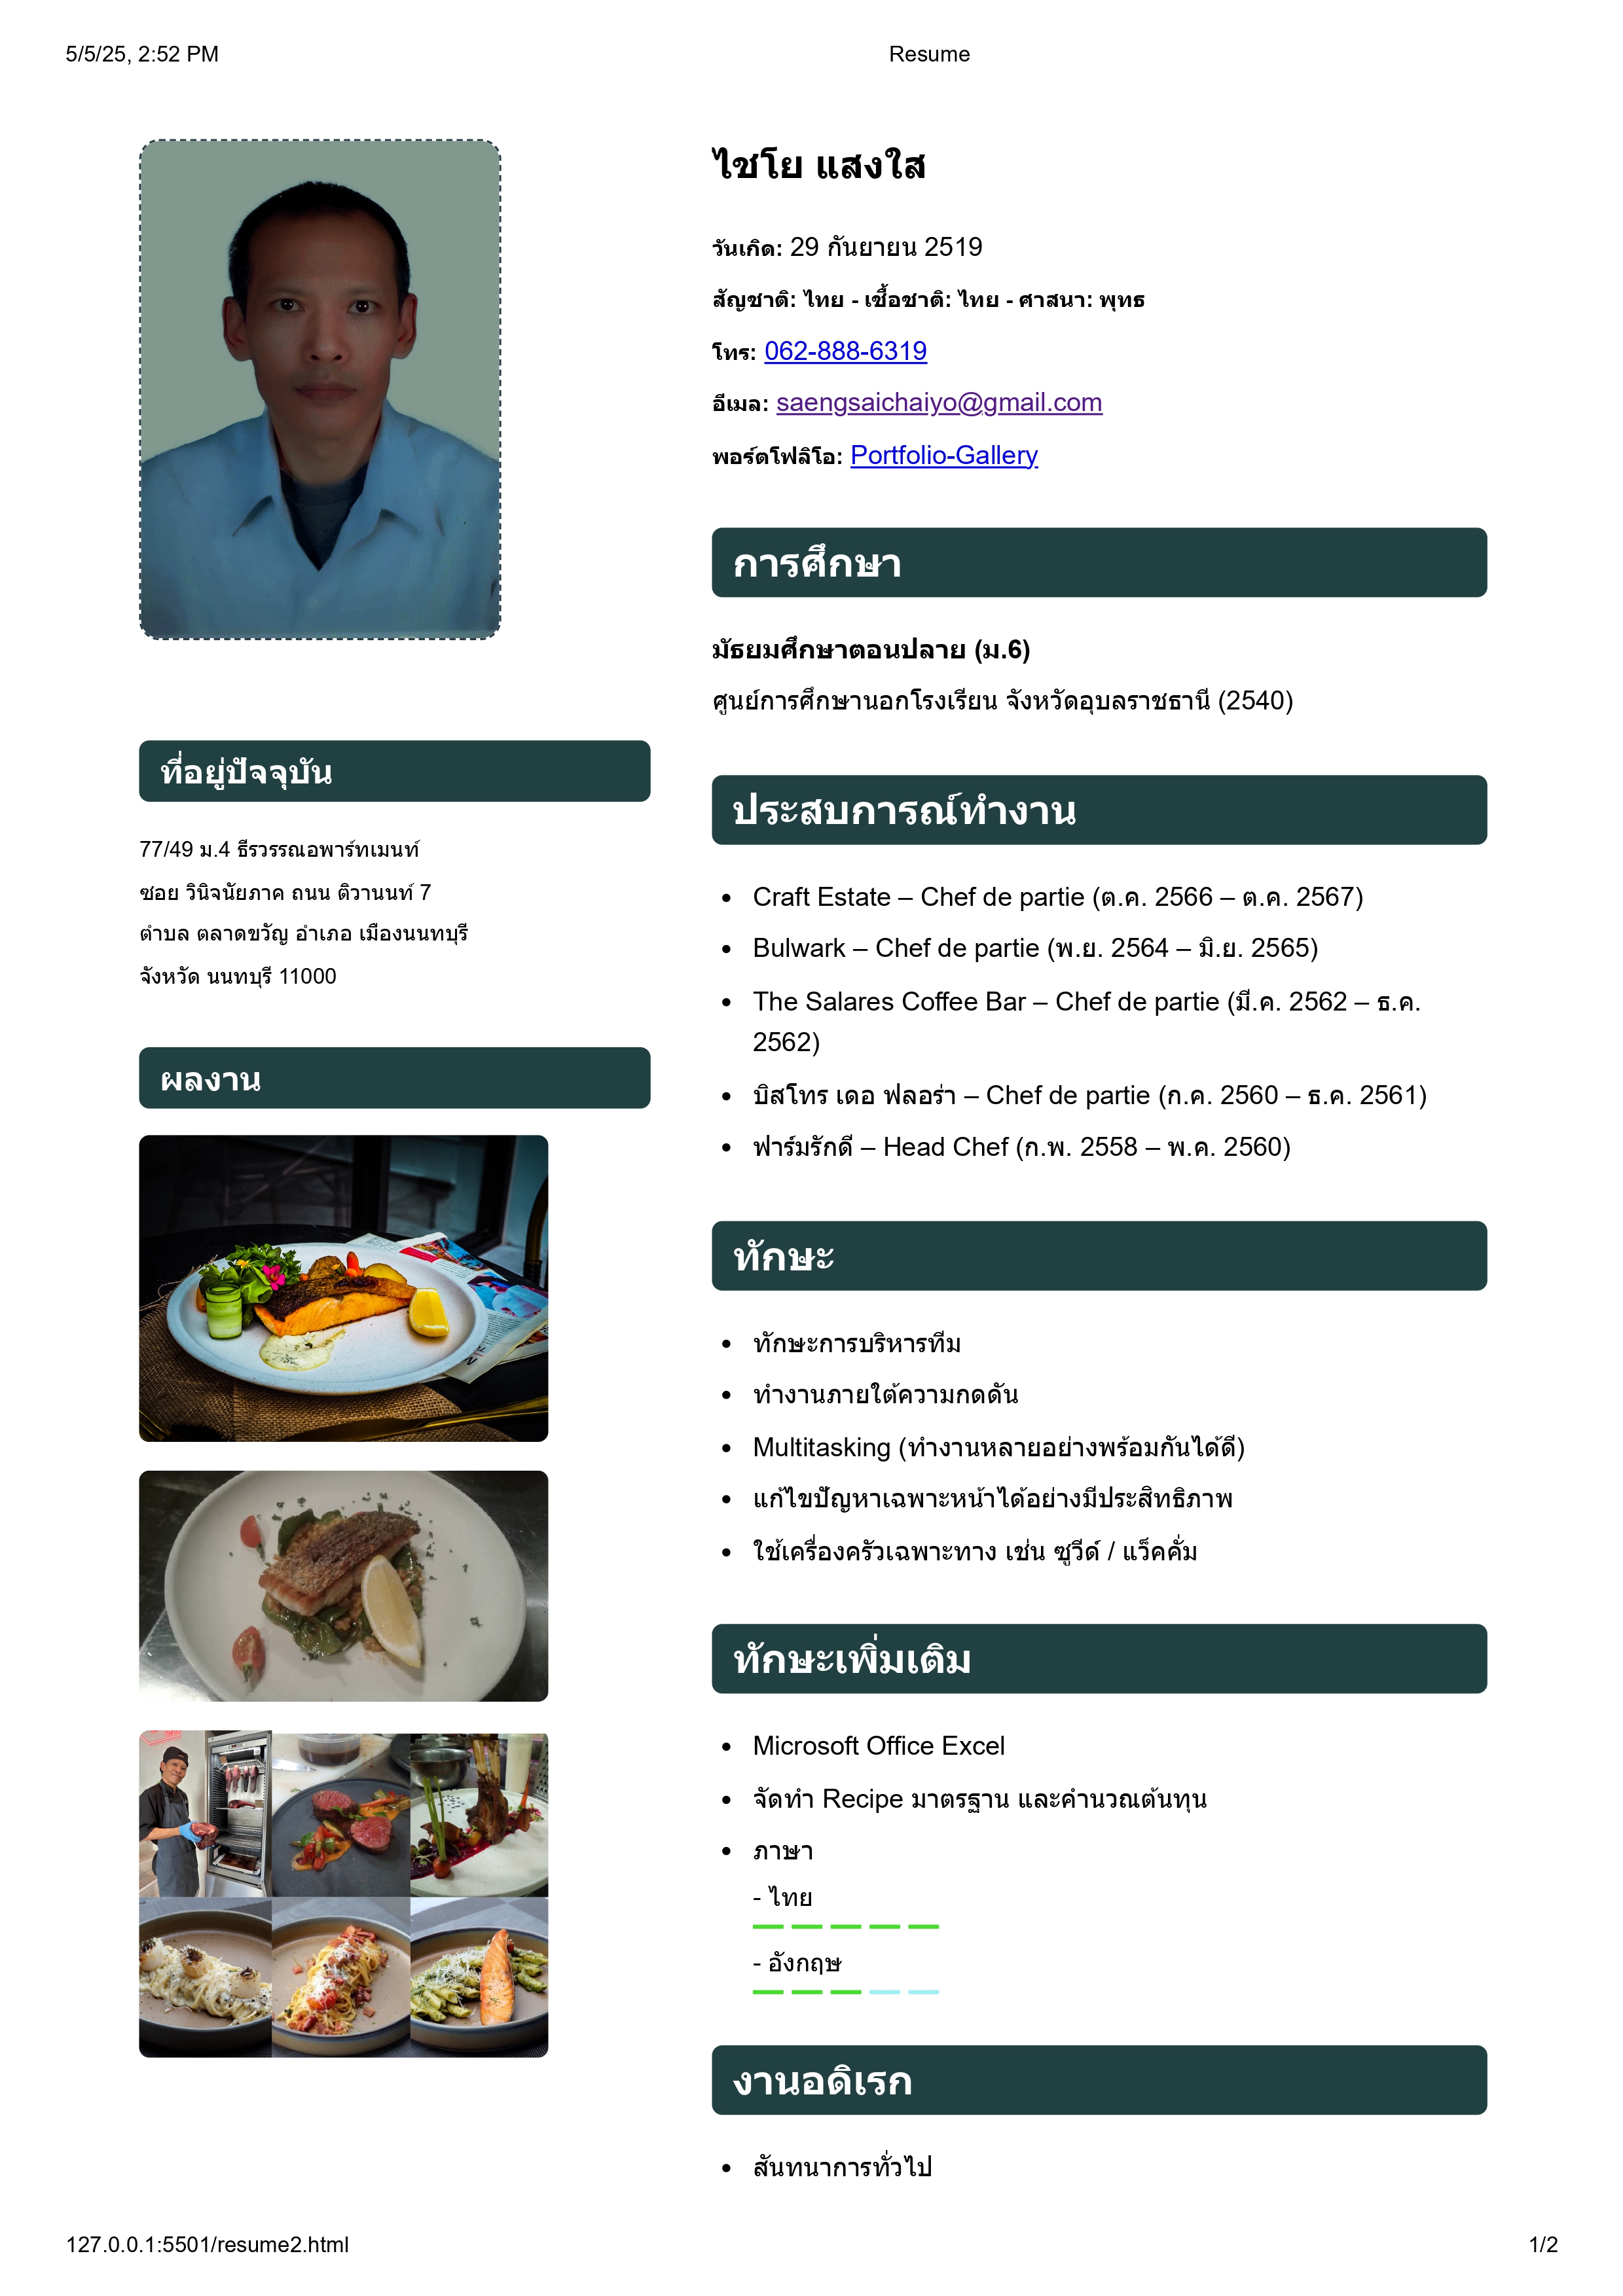 5/5/25, 2:52 PM
Resume
ไชโย แสงใส
วันเกิด: 29 กันยายน 2519
สัญชาติ: ไทย - เชื้อชาติ: ไทย - ศาสนา: พุทธ
โทร: 062-888-6319
อีเมล: saengsaichaiyo@gmail.com
พอร์ตโฟลิโอ: Portfolio-Gallery
การศึกษา
มัธยมศึกษาตอนปลาย (ม.6)
ศูนย์การศึกษานอกโรงเรียน จังหวัดอุบลราชธานี (2540)
ที่อยู่ปัจจุบัน
77/49 ม.4 ธีรวรรณอพาร์ทเมนท์
ซอย วินิจนัยภาค ถนน ติวานนท์ 7
ตำบล ตลาดขวัญ อำเภอ เมืองนนทบุรี
จังหวัด นนทบุรี 11000
ผลงาน
ประสบการณ์ทำงาน
• Craft Estate – Chef de partie (ต.ค. 2566 – ต.ค. 2567)
• Bulwark – Chef de partie (พ.ย. 2564 – มิ.ย. 2565)
• The Salares Coffee Bar – Chef de partie (มี.ค. 2562 – ธ.ค.
2562)
• บิสโทร เดอ ฟลอร่า – Chef de partie (ก.ค. 2560 – ธ.ค. 2561)
• ฟาร์มรักดี – Head Chef (ก.พ. 2558 – พ.ค. 2560)
ทักษะ
• ทักษะการบริหารทีม
• ทำงานภายใต้ความกดดัน
• Multitasking (ทำงานหลายอย่างพร้อมกันได้ดี)
• แก้ไขปัญหาเฉพาะหน้าได้อย่างมีประสิทธิภาพ
• ใช้เครื่องครัวเฉพาะทาง เช่น ซูวีด์ / แว็คคั่ม
ทักษะเพิ่มเติม
• Microsoft Office Excel
• จัดทำ Recipe มาตรฐาน และคำนวณต้นทุน
• ภาษา
- ไทย
- อังกฤษ
งานอดิเรก
• สันทนาการทั่วไป
127.0.0.1:5501/resume2.html
1/2